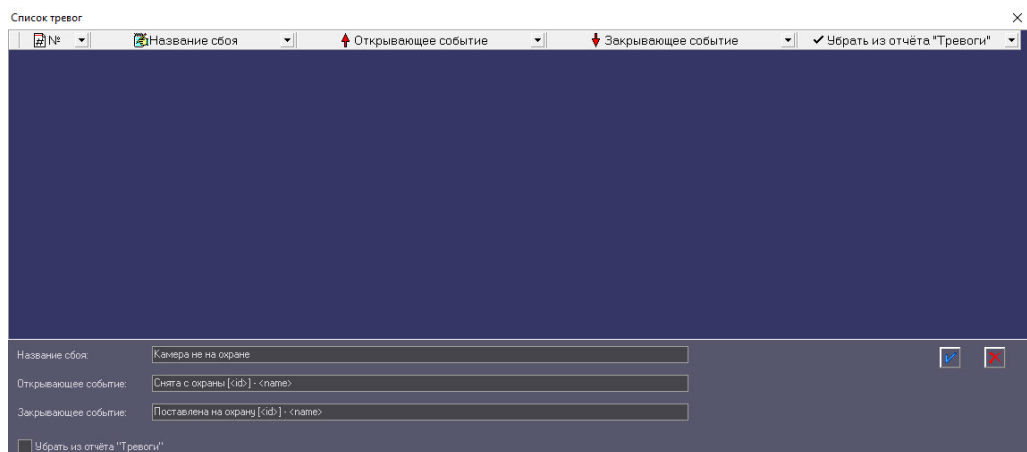 Список тревог
№ Название сбоя Открывающее событие Закрывающее событие Убрать из отчёта "Тревоги"
Название сбоя: Камера не на охране
Открывающее событие: Снята с охраны [<id>] - <name>
Закрывающее событие: Поставлена на охрану [<id>] - <name>
Убрать из отчёта "Тревоги"